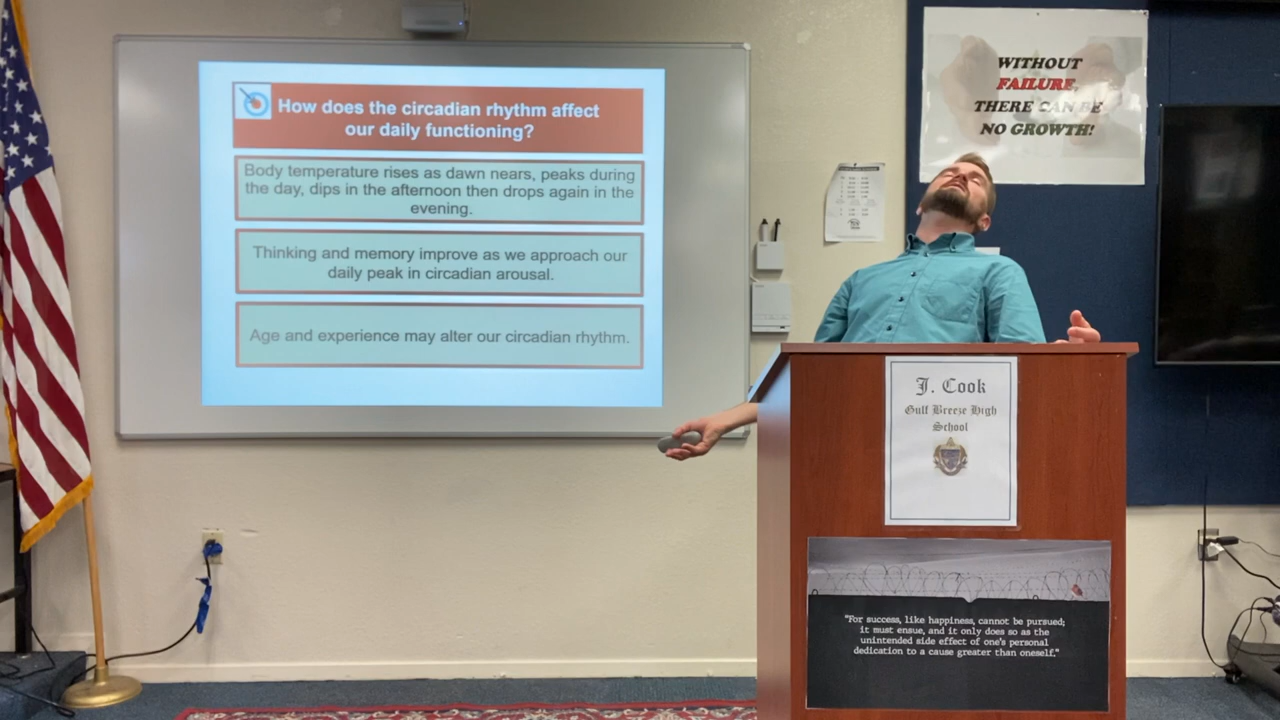 How does the circadian rhythm affect
our daily functioning?
Body temperature rises as dawn nears, peaks during
the day, dips in the afternoon then drops again in the
evening.
Thinking and memory improve as we approach our
daily peak in circadian arousal.
Age and experience may alter our circadian rhythm.
WITHOUT
FAILURE,
THERE CAN BE
NO GROWTH!
J. Cook
Gulf Breeze High
School
"For success, like happiness, cannot be pursued;
it must ensue, and it only does so as the
unintended side effect of one's personal
dedication to a cause greater than oneself."